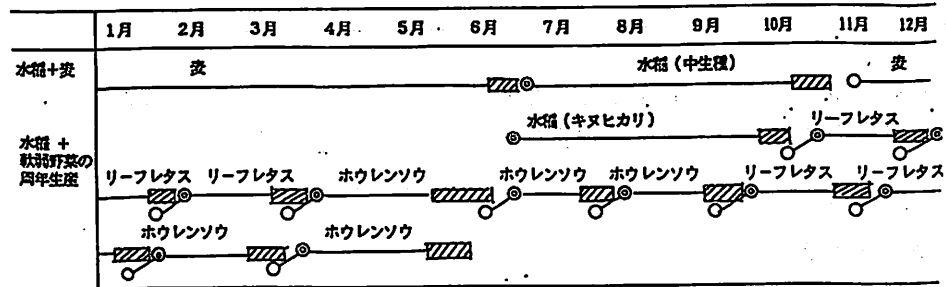 1月 2月 3月 4月 5月 6月 7月 8月 9月 10月 11月 12月
水稲+麦 麦 水稲(中生種) 麦
水稲(キヌヒカリ) リーフレタス
水稲 +
軟弱野菜の
周年生産
リーフレタス リーフレタス ホウレンソウ ホウレンソウ ホウレンソウ リーフレタス リーフレタス
ホウレンソウ ホウレンソウ